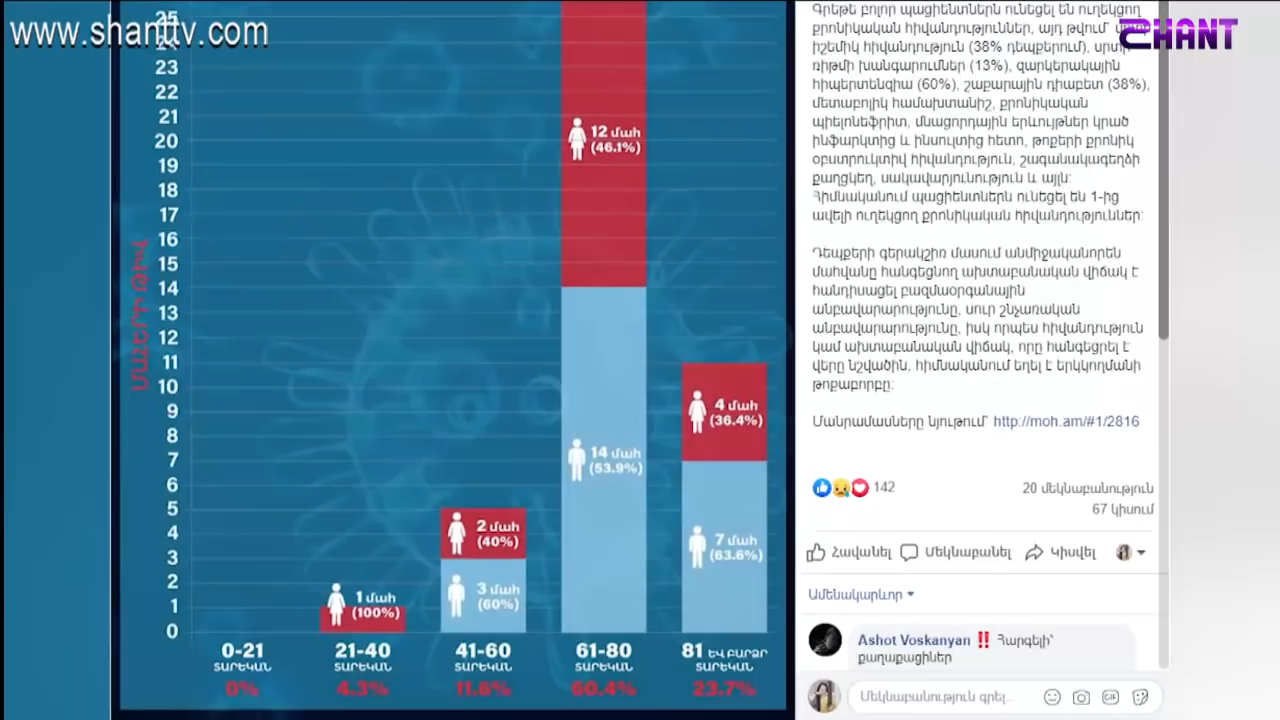 www.shanttv.com
SHANT
25
24
23
22
21
20
19
18
17
16
15
14
13
12
11
10
9
8
7
6
5
4
3
2
1
0
ՄԱՀԵՐԻ ԹԻՎ
1 մահ
(100%)
2 մահ
(40%)
3 մահ
(60%)
12 մահ
(46.1%)
14 մահ
(53.9%)
4 մահ
(36.4%)
7 մահ
(63.6%)
0-21
ՏԱՐԵԿԱՆ
0%
21-40
ՏԱՐԵԿԱՆ
4.3%
41-60
ՏԱՐԵԿԱՆ
11.6%
61-80
ՏԱՐԵԿԱՆ
60.4%
81 ԵՎ ԲԱՐՁՐ
ՏԱՐԵԿԱՆ
23.7%
Գրեթե բոլոր պացիենտներն ունեցել են ուղեկցող
քրոնիկական հիվանդություններ, այդ թվում՝
իշեմիկ հիվանդություն (38% դեպքերում), սրտի
ռիթմի խանգարումներ (13%), զարկերակային
հիպերտենզիա (60%), շաքարային դիաբետ (38%),
մետաբոլիկ համախտանիշ, քրոնիկական
պիելոնեֆրիտ, մնացորդային երևույթներ կրած
ինֆարկտից և ինսուլտից հետո, թոքերի քրոնիկ
օբստրուկտիվ հիվանդություն, շագանակագեղձի
քաղցկեղ, սակավարյունություն և այլն:
Հիմնականում պացիենտներն ունեցել են 1-ից
ավելի ուղեկցող քրոնիկական հիվանդություններ:
Դեպքերի գերակշիռ մասում անմիջականորեն
մահվանը հանգեցնող ախտաբանական վիճակ է
հանդիսացել բազմաօրգանային
անբավարարությունը, սուր շնչառական
անբավարարությունը, իսկ որպես հիվանդություն
կամ ախտաբանական վիճակ, որը հանգեցրել է
վերը նշվածին, հիմնականում եղել է երկկողմանի
թոքաբորբը:
Մանրամասները նյութում՝ http://moh.am/#1/2816
142
20 մեկնաբանություն
67 կիսում
Հավանել Մեկնաբանել Կիսվել
Ամենակարևոր
Ashot Voskanyan ‼ Հարգելի՝
քաղաքացիներ
Մեկնաբանություն գրել...
GIF